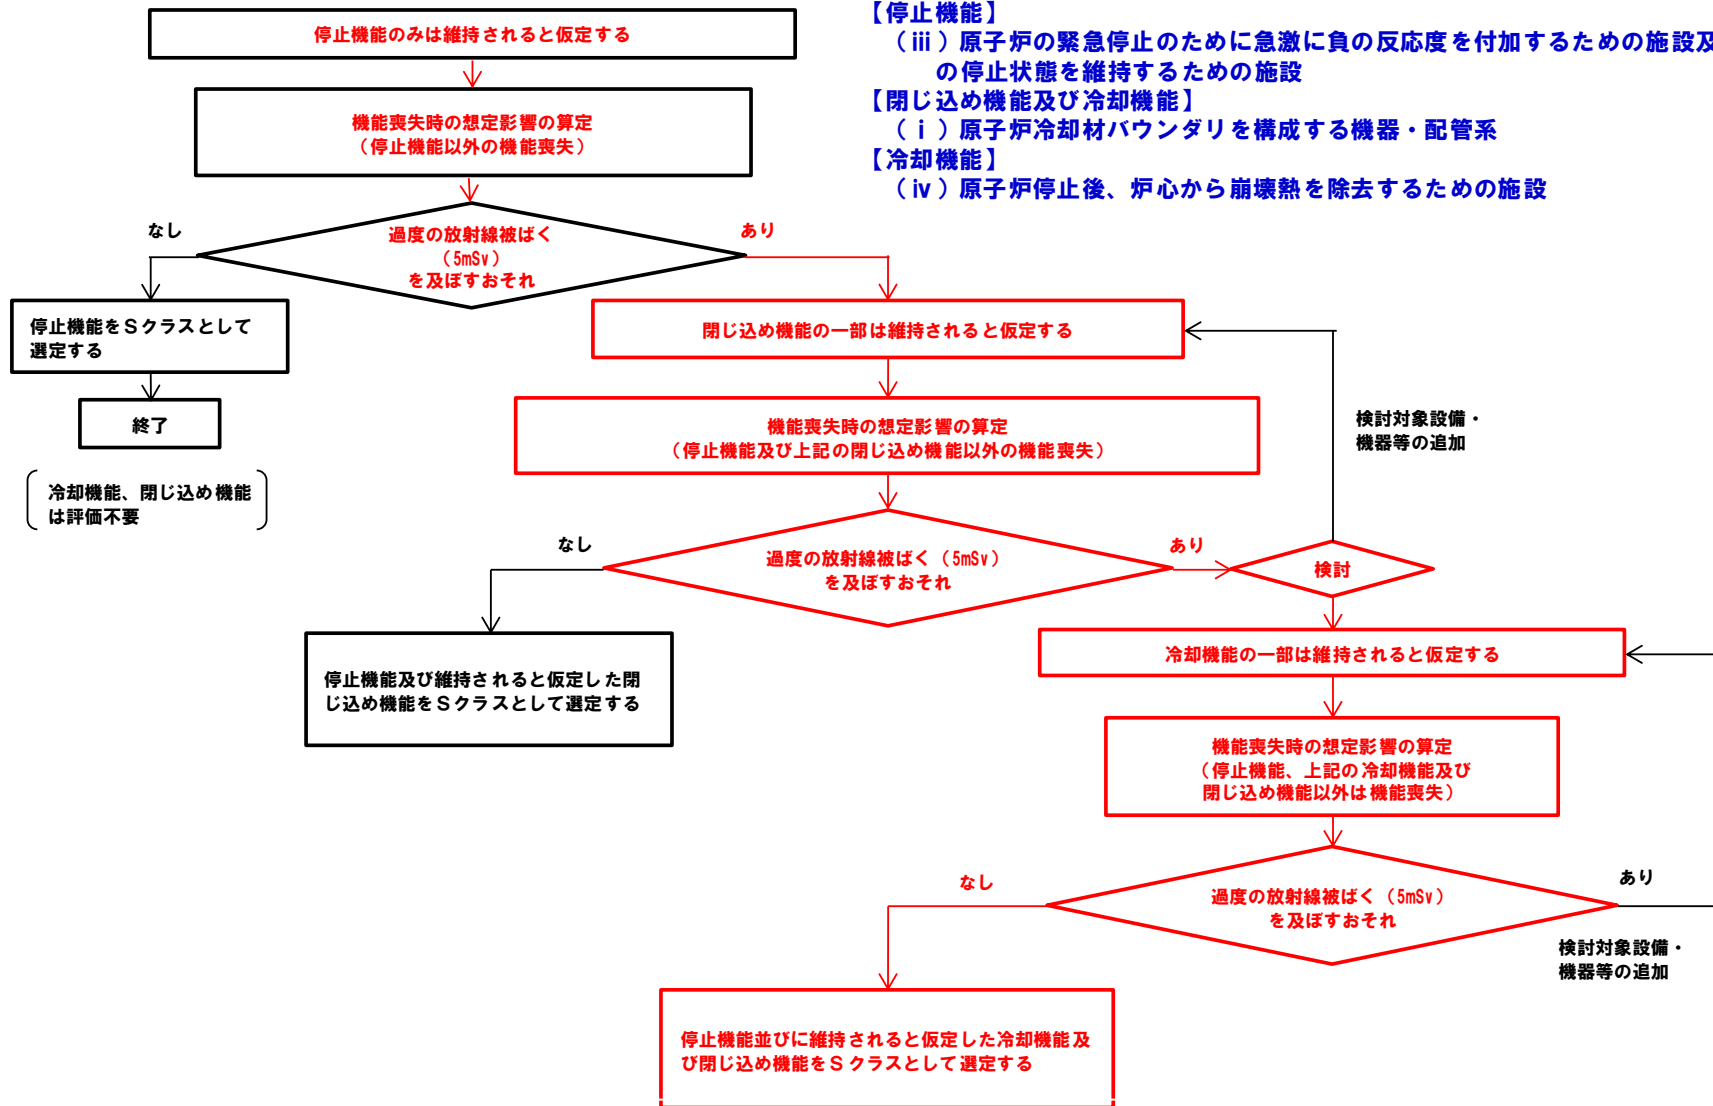 停止機能のみは維持されると仮定する
【停止機能】
（ⅲ）原子炉の緊急停止のために急激に負の反応度を付加するための施設及
の停止状態を維持するための施設
【閉じ込め機能及び冷却機能】
（ⅰ）原子炉冷却材バウンダリを構成する機器・配管系
【冷却機能】
（ⅳ）原子炉停止後、炉心から崩壊熱を除去するための施設
機能喪失時の想定影響の算定
（停止機能以外の機能喪失）
なし
過度の放射線被ばく
（5mSv）
を及ぼすおそれ
あり
停止機能をＳクラスとして
選定する
終了
冷却機能、閉じ込め機能
は評価不要
閉じ込め機能の一部は維持されると仮定する
機能喪失時の想定影響の算定
（停止機能及び上記の閉じ込め機能以外の機能喪失）
検討対象設備・
機器等の追加
なし
過度の放射線被ばく（5mSv）
を及ぼすおそれ
あり
検討
停止機能及び維持されると仮定した閉
じ込め機能をＳクラスとして選定する
冷却機能の一部は維持されると仮定する
機能喪失時の想定影響の算定
（停止機能、上記の冷却機能及び
閉じ込め機能以外は機能喪失）
なし
過度の放射線被ばく（5mSv）
を及ぼすおそれ
あり
検討対象設備・
機器等の追加
停止機能並びに維持されると仮定した冷却機能及
び閉じ込め機能をＳクラスとして選定する